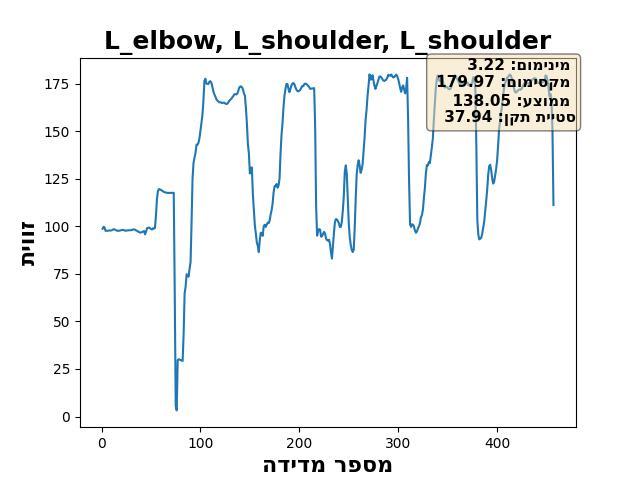 L_elbow, L_shoulder, L_shoulder
מינימום: 3.22
מקסימום: 179.97
ממוצע: 138.05
סטיית תקן: 37.94
175
150
125
100
75
50
25
0
זווית
0 100 200 300 400
מספר מדידה